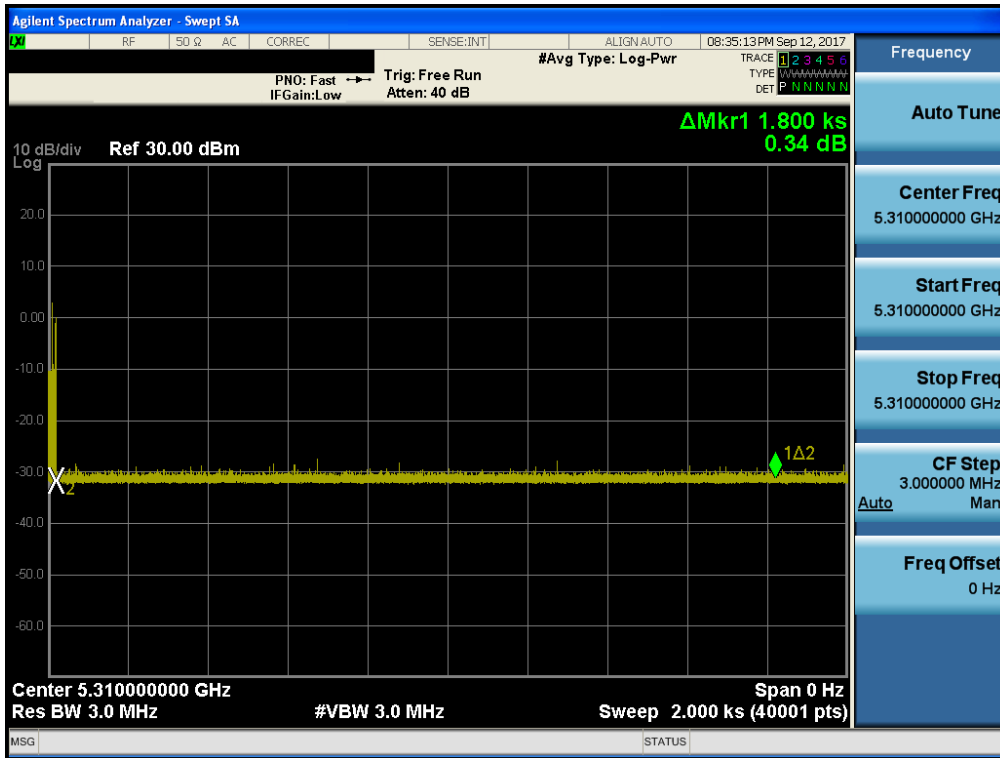 Agilent Spectrum Analyzer - Swept SA
LXI RF 50 Ω AC CORREC SENSE:INT ALIGN AUTO 08:35:13 PM Sep 12, 2017
#Avg Type: Log-Pwr
TRACE 1 2 3 4 5 6
PNO: Fast Trig: Free Run
TYPE WWWWWW
IFGain:Low Atten: 40 dB
DET P N N N N N
Frequency
ΔMkr1 1.800 ks
0.34 dB
10 dB/div Ref 30.00 dBm
Log
20.0
10.0
0.00
-10.0
-20.0
-30.0
-40.0
-50.0
-60.0
X2
1Δ2
Center 5.310000000 GHz Span 0 Hz
Res BW 3.0 MHz #VBW 3.0 MHz Sweep 2.000 ks (40001 pts)
Auto Tune
Center Freq
5.310000000 GHz
Start Freq
5.310000000 GHz
Stop Freq
5.310000000 GHz
CF Step
3.000000 MHz
Auto Man
Freq Offset
0 Hz
MSG STATUS